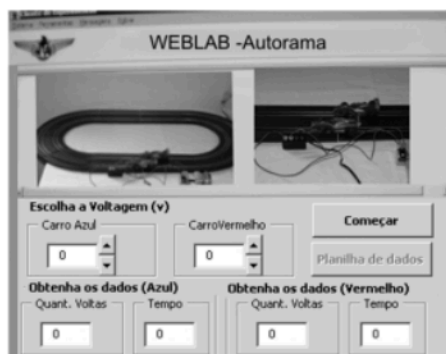 WEBLAB -Autorama
Escolha a Voltagem (v)
Carro Azul
CarroVermelho
Começar
0
0
Planilha de dados
Obtenha os dados (Azul)
Obtenha os dados (Vermelho)
Quant. Voltas
Tempo
Quant. Voltas
Tempo
0
0
0
0